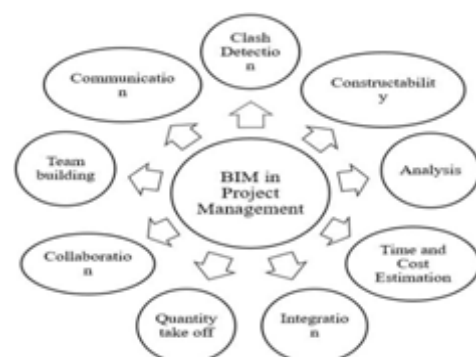 Clash
Detectio
n
Communicatio
n
Constructabilit
y
Team
building
BIM in
Project
Management
Analysis
Collaboratio
n
Time and
Cost
Estimation
Quantity
take off
Integratio
n